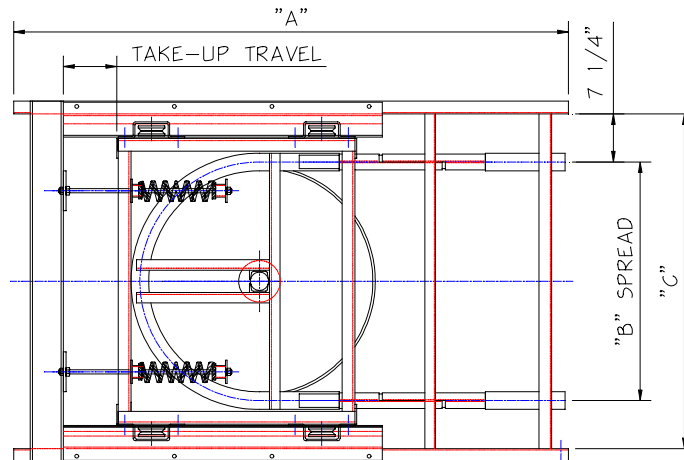 ”A”
TAKE-UP TRAVEL
7 1/4”
”B” SPREAD
”C”